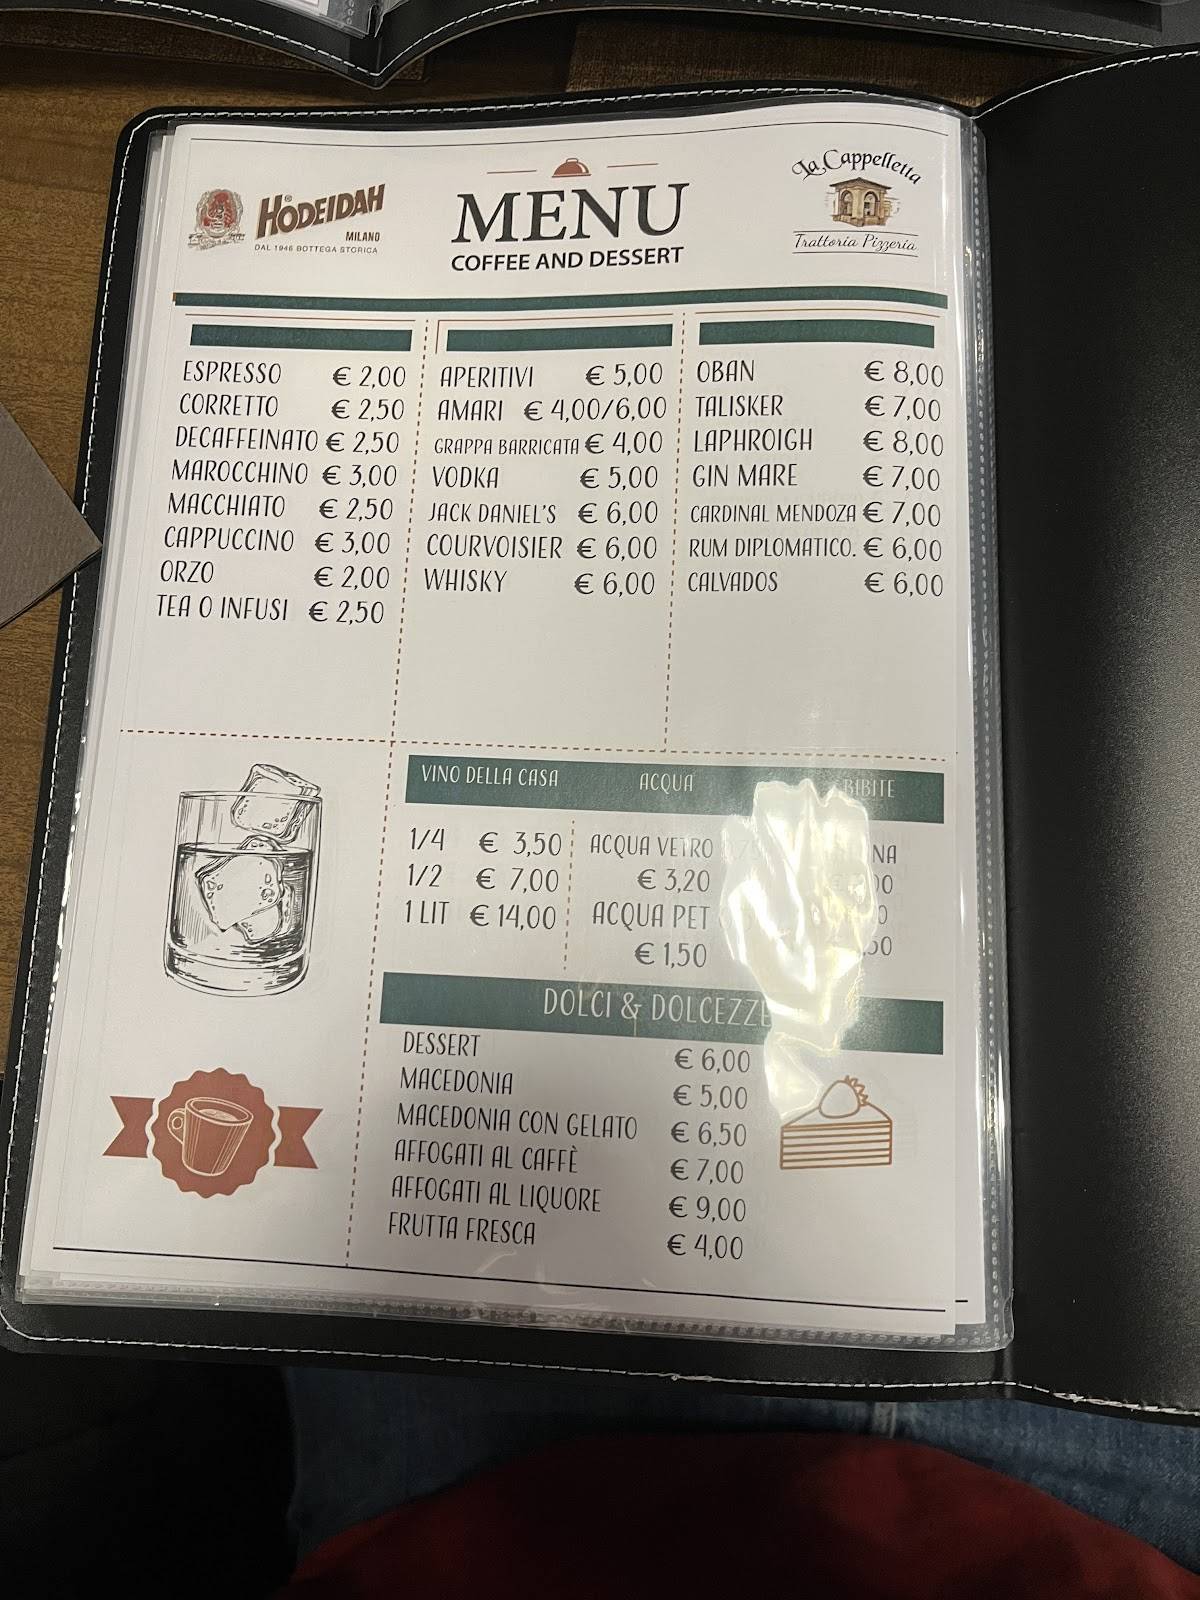 HODEIDAH
MILANO
DAL 1946 BOTTEGA STORICA
MENU
COFFEE AND DESSERT
La Cappelletta
Trattoria Pizzeria
ESPRESSO € 2,00
CORRETTO € 2,50
DECAFFEINATO € 2,50
MAROCCHINO € 3,00
MACCHIATO € 2,50
CAPPUCCINO € 3,00
ORZO € 2,00
TEA O INFUSI € 2,50
APERITIVI € 5,00
AMARI € 4,00/6,00
GRAPPA BARRICATA € 4,00
VODKA € 5,00
JACK DANIEL'S € 6,00
COURVOISIER € 6,00
WHISKY € 6,00
OBAN € 8,00
TALISKER € 7,00
LAPHROIGH € 8,00
GIN MARE € 7,00
CARDINAL MENDOZA € 7,00
RUM DIPLOMATICO. € 6,00
CALVADOS € 6,00
VINO DELLA CASA
1/4 € 3,50
1/2 € 7,00
1 LIT € 14,00
ACQUA
ACQUA VETRO
€ 3,20
ACQUA PET
€ 1,50
BIBITE
DOLCI & DOLCEZZE
DESSERT € 6,00
MACEDONIA € 5,00
MACEDONIA CON GELATO € 6,50
AFFOGATI AL CAFFÈ € 7,00
AFFOGATI AL LIQUORE € 9,00
FRUTTA FRESCA € 4,00